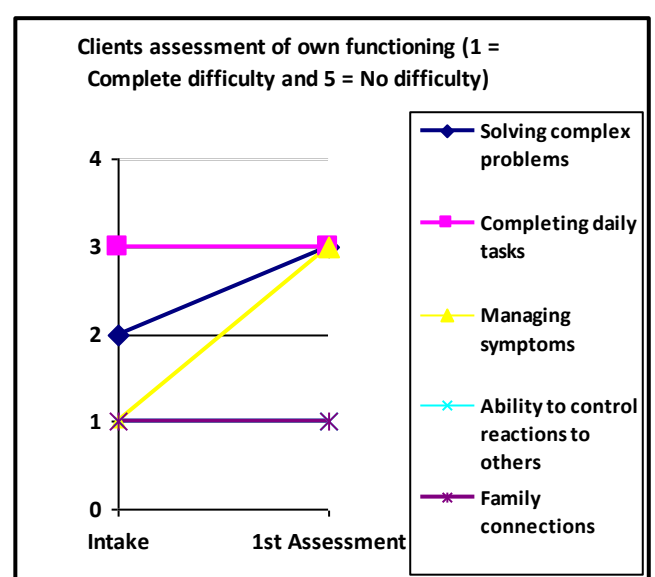 Clients assessment of own functioning (1 =
Complete difficulty and 5 = No difficulty)
4
3
2
1
0
Intake
1st Assessment
Solving complex
problems
Completing daily
tasks
Managing
symptoms
Ability to control
reactions to
others
Family
connections